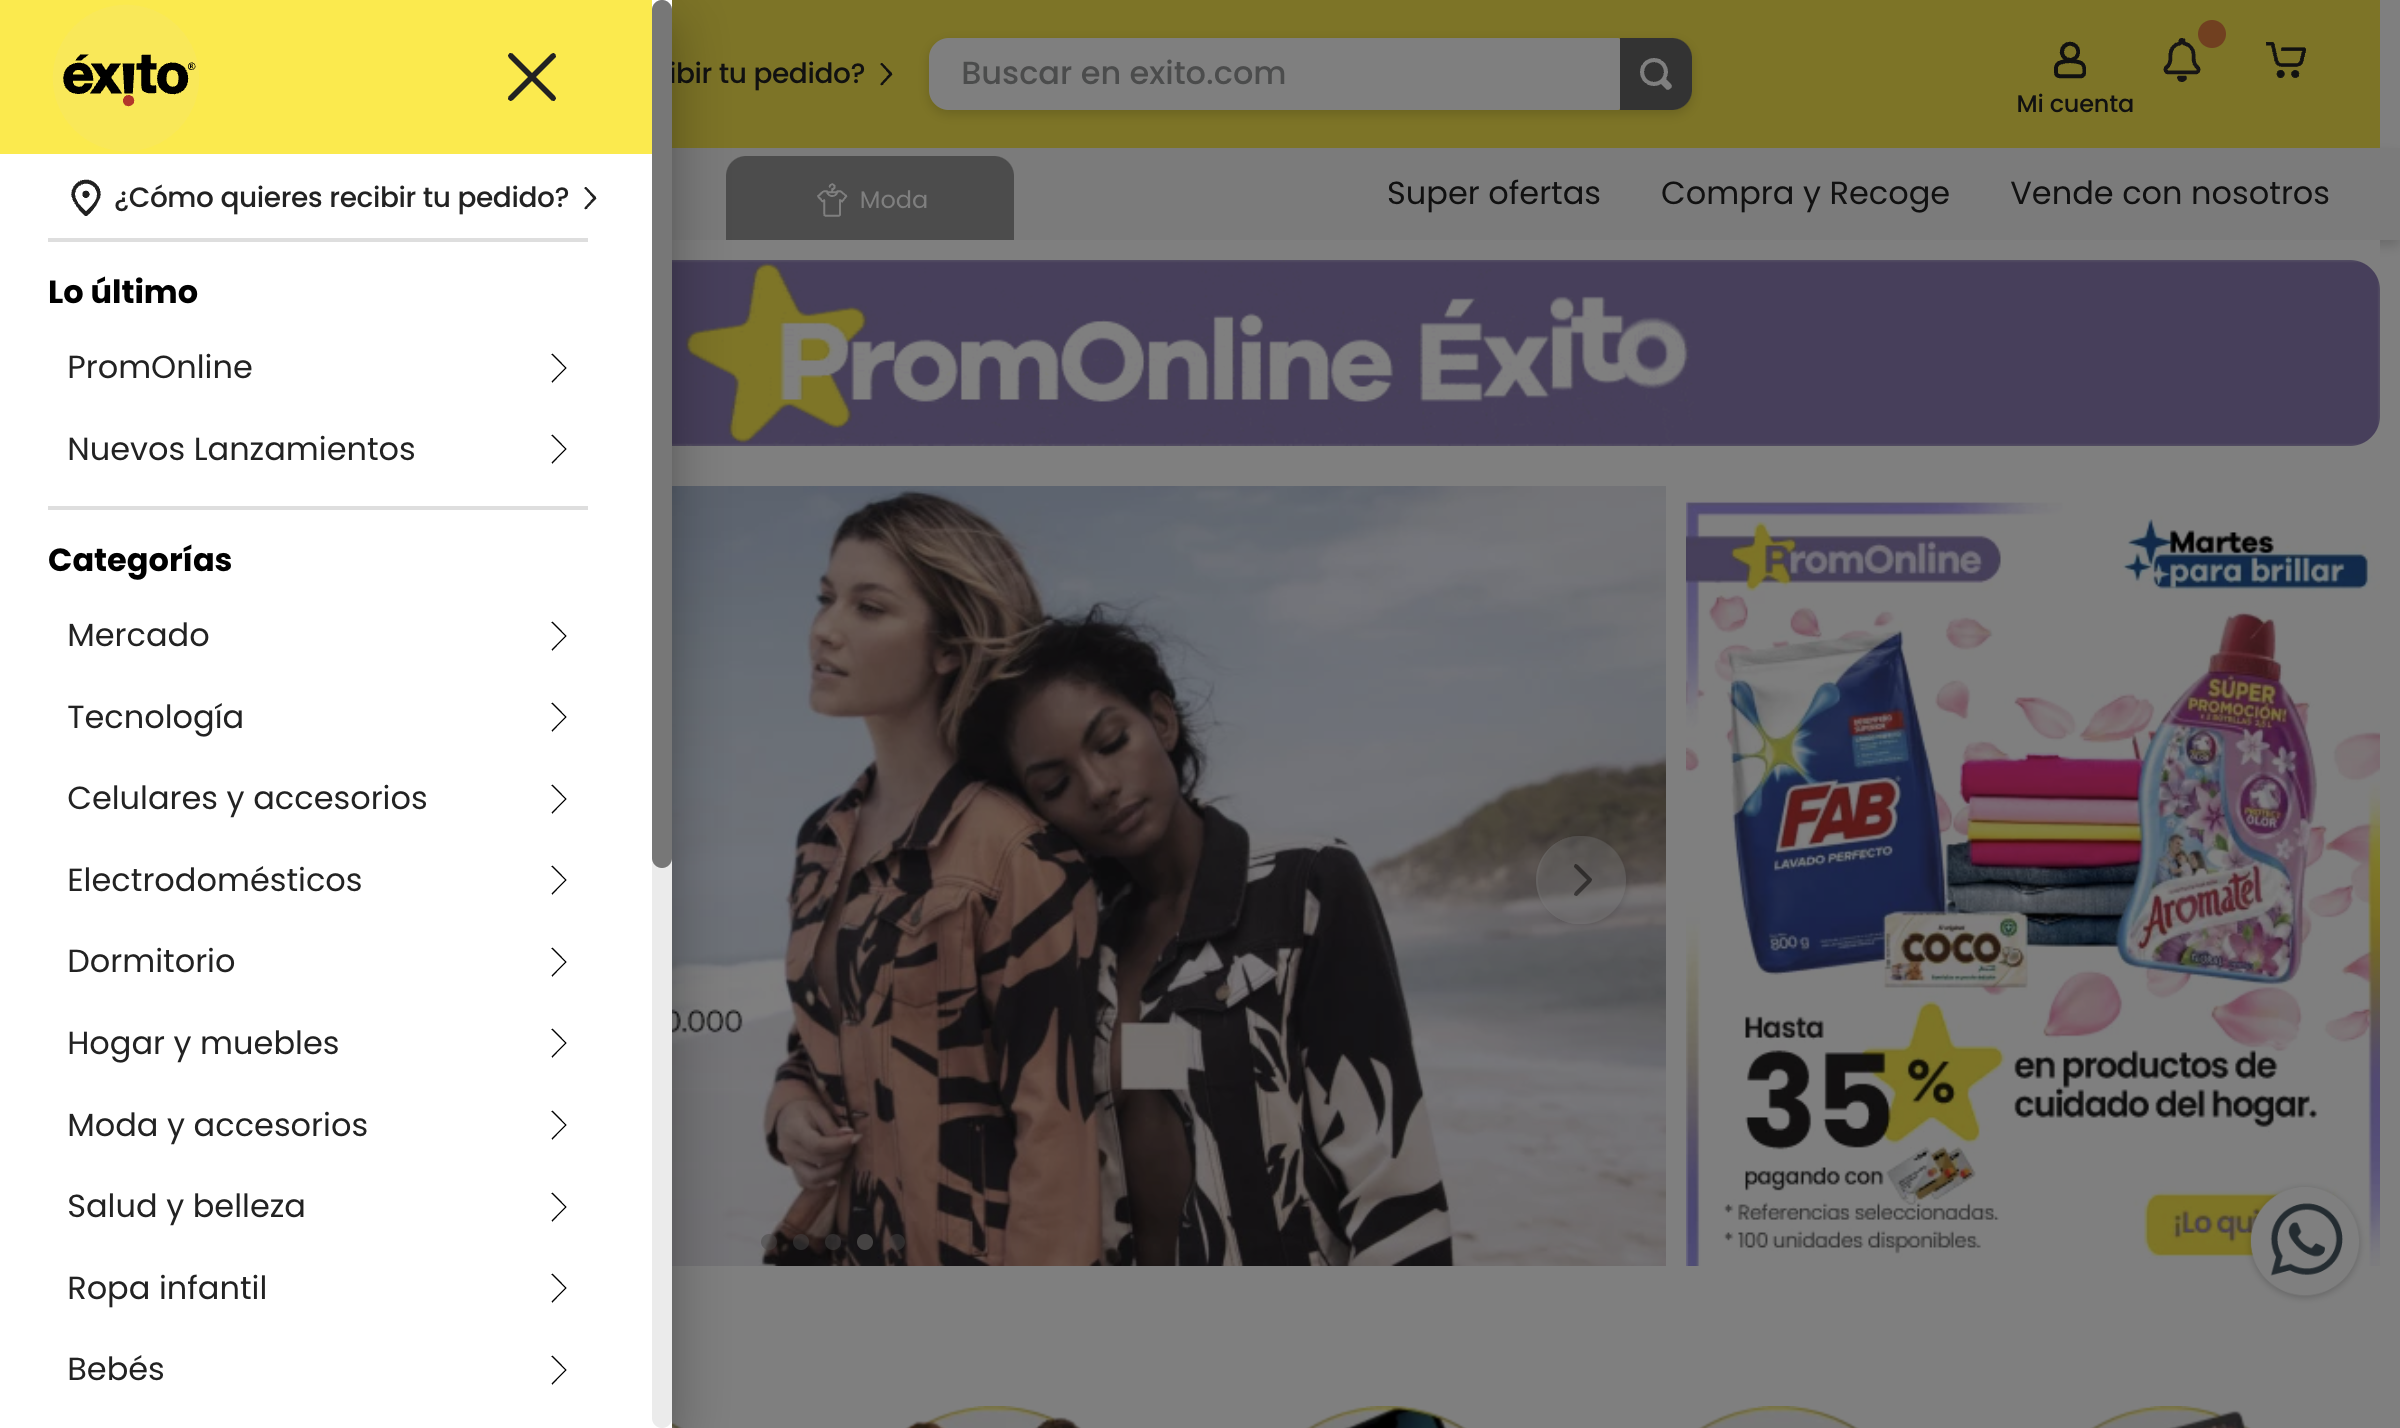 éxito
¿Cómo quieres recibir tu pedido?
Lo último
PromOnline
Nuevos Lanzamientos
Categorías
Mercado
Tecnología
Celulares y accesorios
Electrodomésticos
Dormitorio
Hogar y muebles
Moda y accesorios
Salud y belleza
Ropa infantil
Bebés
ibir tu pedido?
Buscar en exito.com
Mi cuenta
Moda
Super ofertas
Compra y Recoge
Vende con nosotros
PromOnline Éxito
0.000
PromOnline
Martes
para brillar
SÚPER
PROMOCIÓN!
FAB
LAVADO PERFECTO
800 g
COCO
Aromatel
Hasta
35%
en productos de
cuidado del hogar.
pagando con
* Referencias seleccionadas.
* 100 unidades disponibles.
¡Lo qu